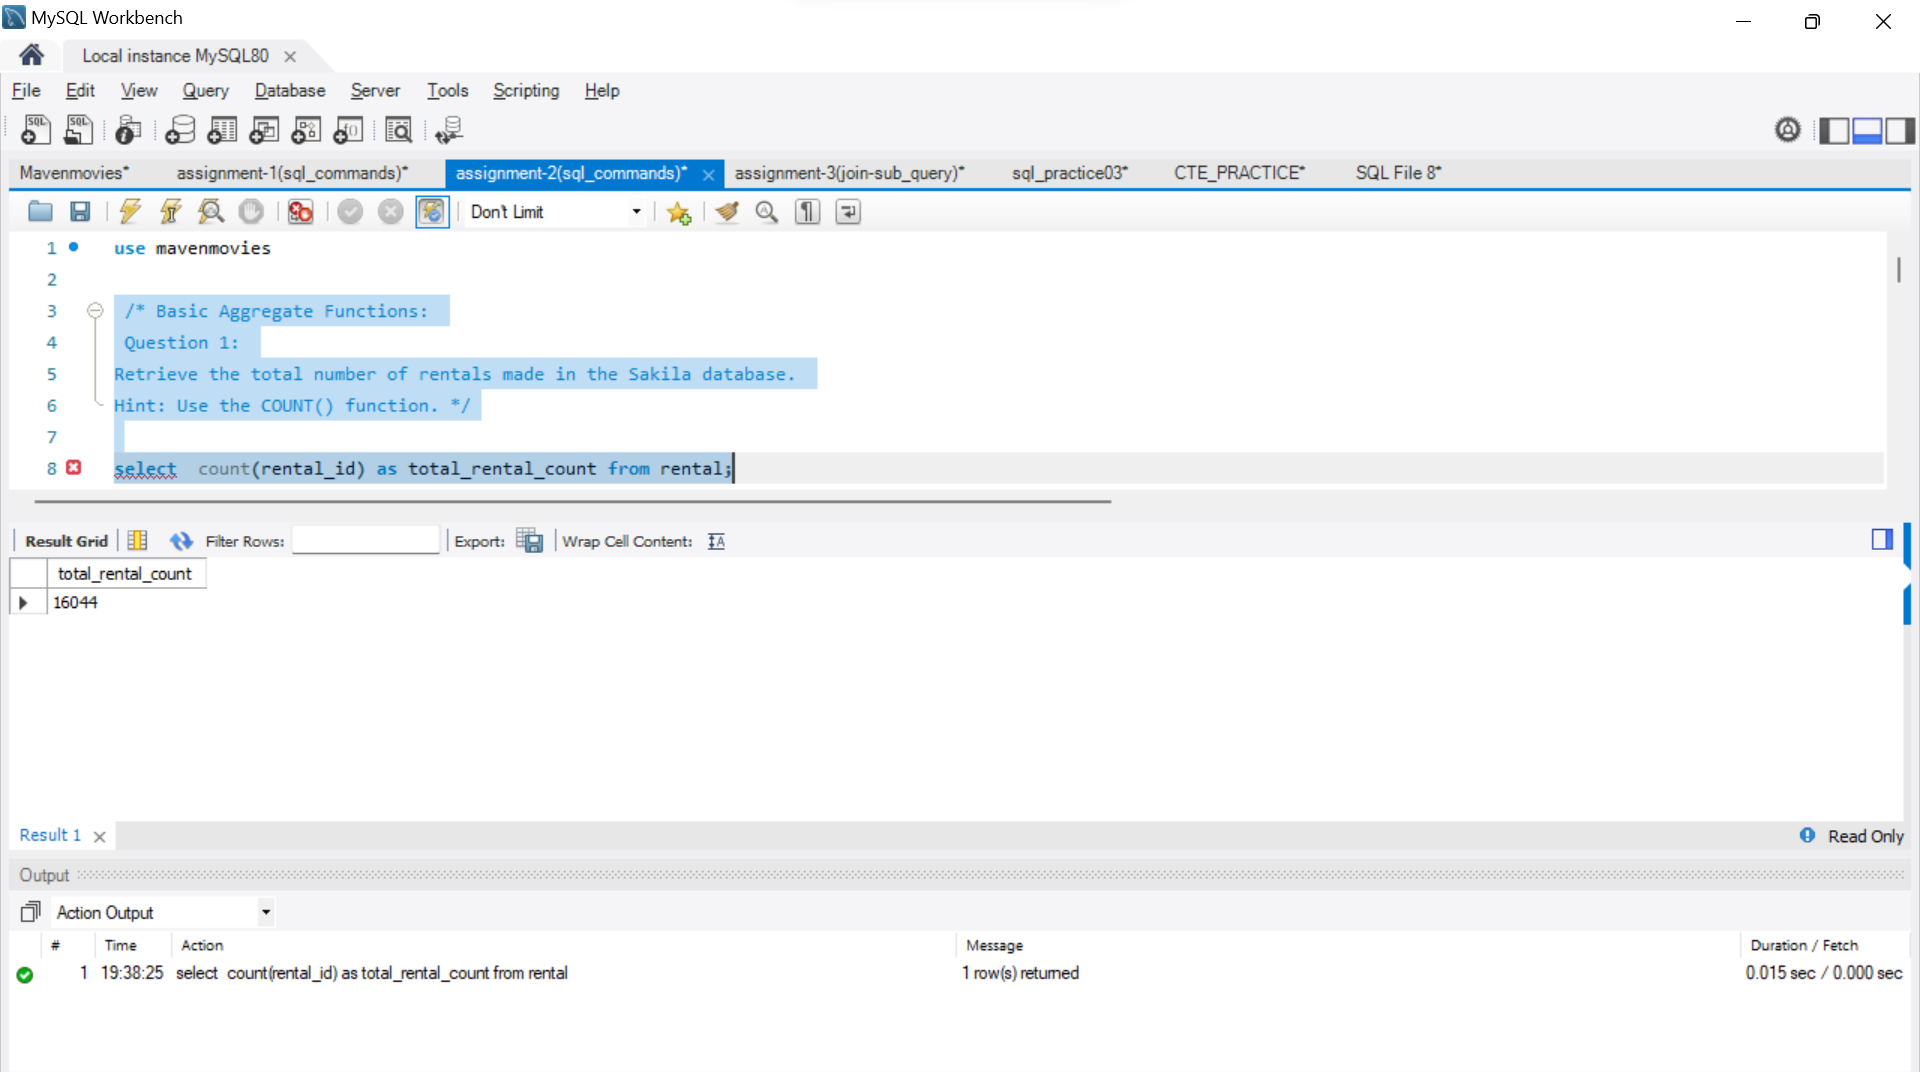 MySQL Workbench
Local instance MySQL80
File Edit View Query Database Server Tools Scripting Help
Mavenmovies* assignment-1(sql_commands)* assignment-2(sql_commands)* assignment-3(join-sub_query)* sql_practice03* CTE_PRACTICE* SQL File 8*
Don't Limit
1 use mavenmovies
2
3 /* Basic Aggregate Functions:
4 Question 1:
5 Retrieve the total number of rentals made in the Sakila database.
6 Hint: Use the COUNT() function. */
7
8 select  count(rental_id) as total_rental_count from rental;
Result Grid Filter Rows: Export: Wrap Cell Content:
total_rental_count
16044
Result 1 Read Only
Output
Action Output
# Time Action Message Duration / Fetch
1 19:38:25 select  count(rental_id) as total_rental_count from rental 1 row(s) returned 0.015 sec / 0.000 sec